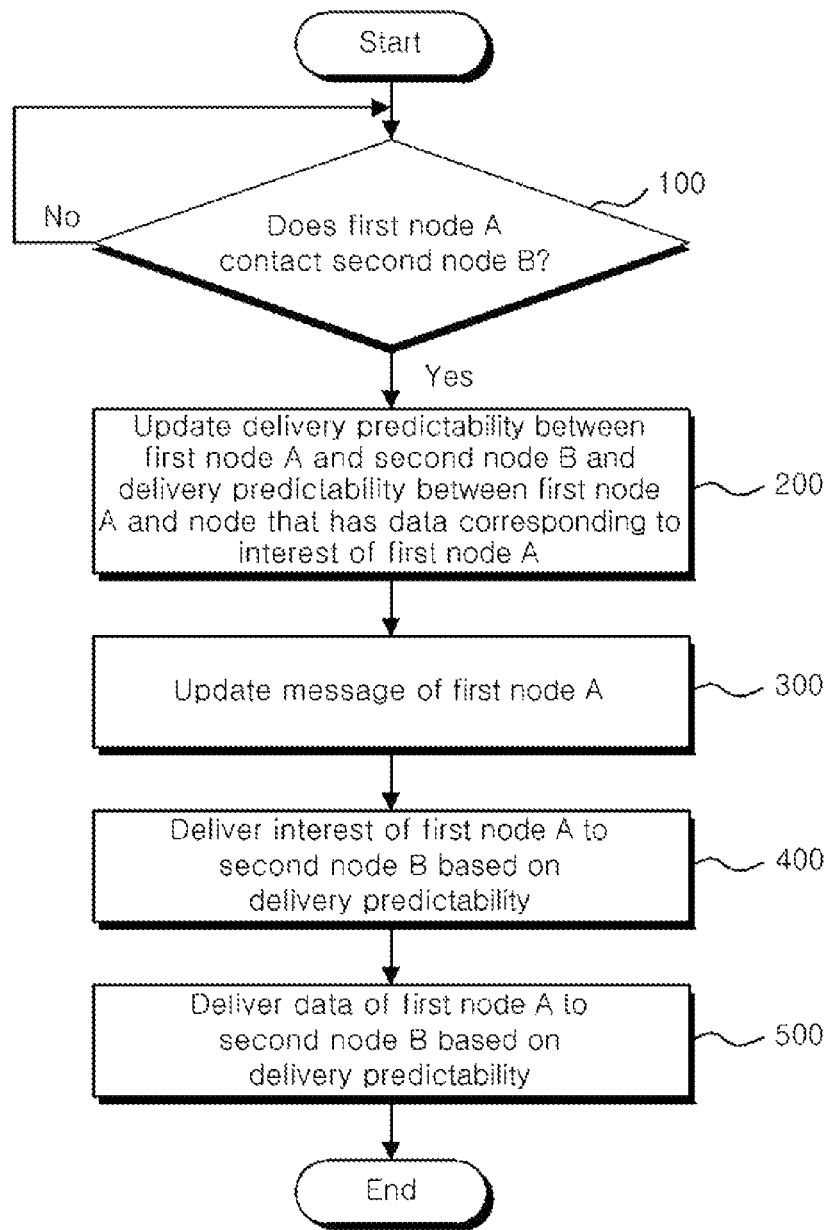 Start
100
No
Does first node A
contact second node B?
Yes
Update delivery predictability between
first node A and second node B and
delivery predictability between first node
A and node that has data corresponding to
interest of first node A
200
Update message of first node A
300
Deliver interest of first node A to
second node B based on
delivery predictability
400
Deliver data of first node A to
second node B based on
delivery predictability
500
End